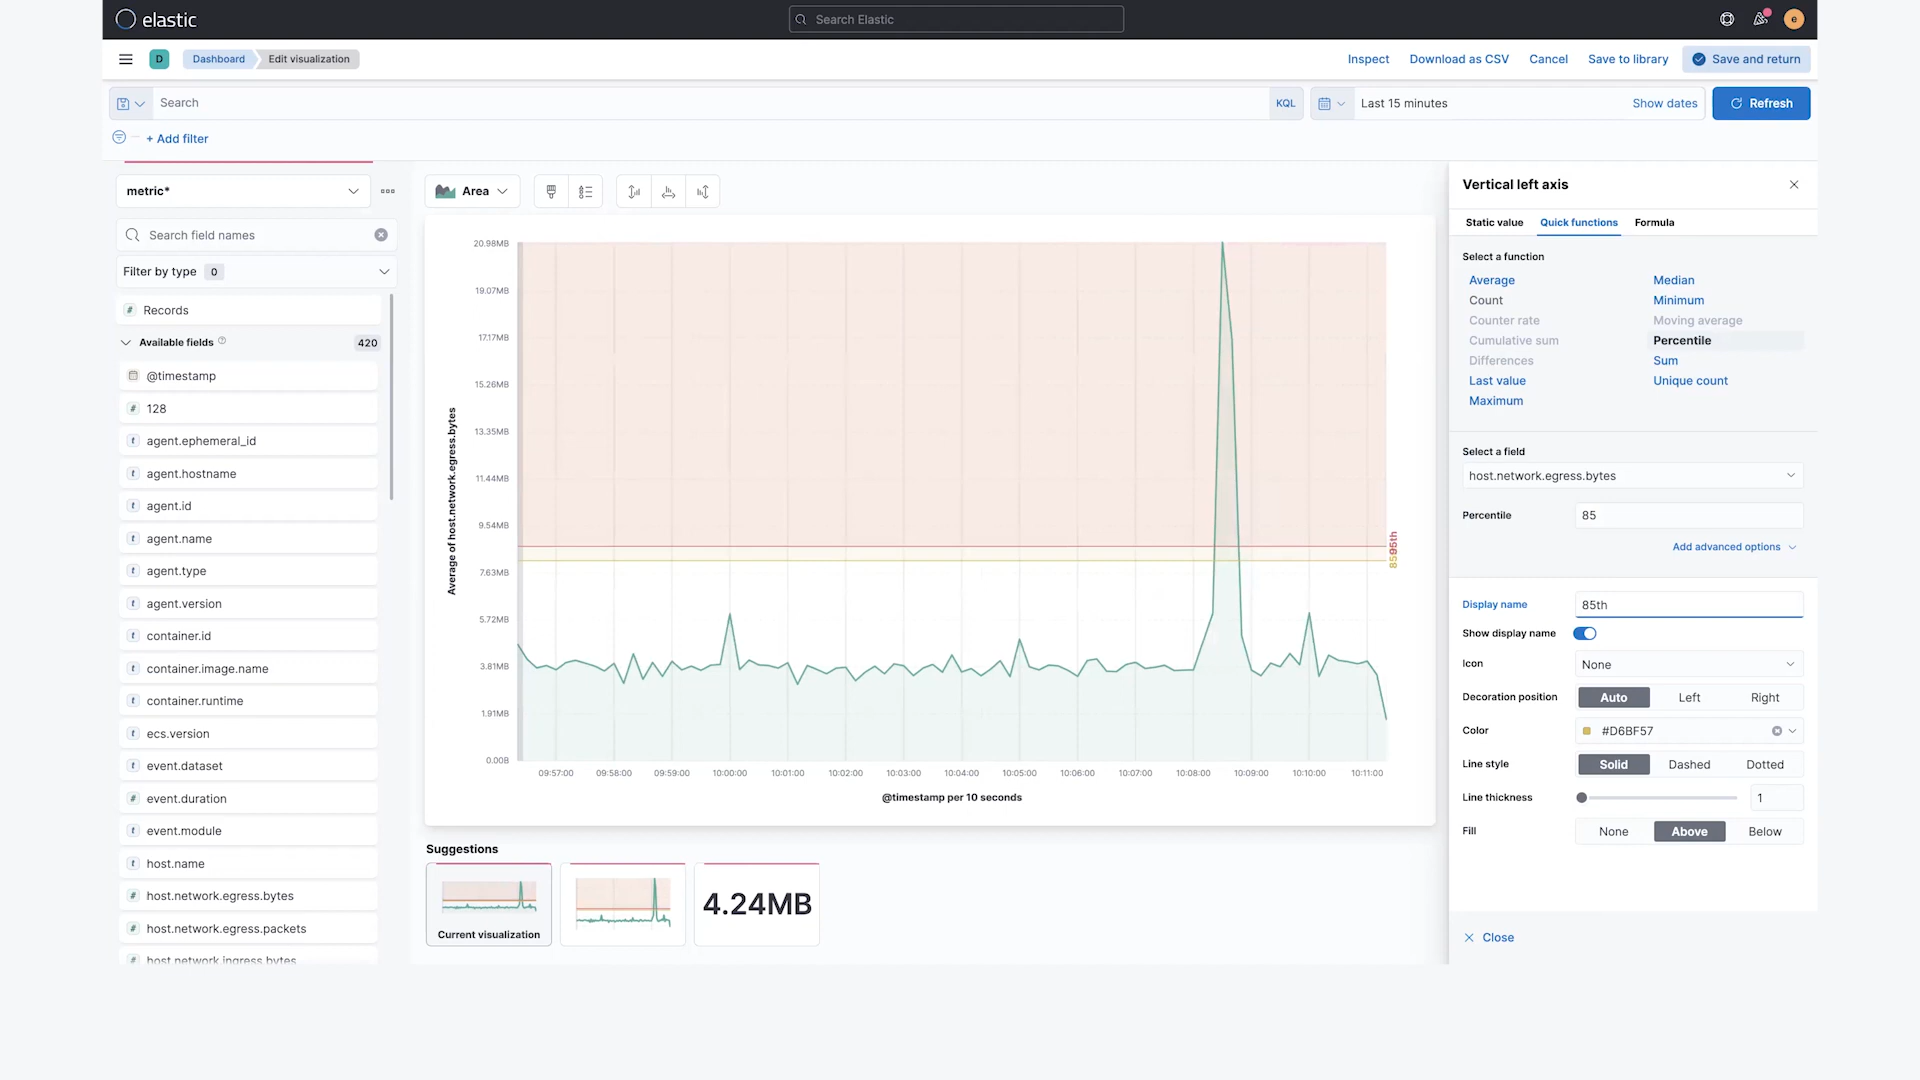 elastic
Search Elastic
e
D
Dashboard
Edit visualization
Inspect
Download as CSV
Cancel
Save to library
Save and return
Search
KQL
Last 15 minutes
Show dates
Refresh
+ Add filter
metric*
Search field names
Filter by type 0
# Records
Available fields 420
@timestamp
# 128
t agent.ephemeral_id
t agent.hostname
t agent.id
t agent.name
t agent.type
t agent.version
t container.id
t container.image.name
t container.runtime
t ecs.version
t event.dataset
# event.duration
t event.module
t host.name
# host.network.egress.bytes
# host.network.egress.packets
# host.network.ingress.bytes
Area
Average of host.network.egress.bytes
20.98MB
19.07MB
17.17MB
15.26MB
13.35MB
11.44MB
9.54MB
7.63MB
5.72MB
3.81MB
1.91MB
0.00B
95th
85th
09:57:00
09:58:00
09:59:00
10:00:00
10:01:00
10:02:00
10:03:00
10:04:00
10:05:00
10:06:00
10:07:00
10:08:00
10:09:00
10:10:00
10:11:00
@timestamp per 10 seconds
Suggestions
Current visualization
4.24MB
Vertical left axis
Static value
Quick functions
Formula
Select a function
Average
Median
Count
Minimum
Counter rate
Moving average
Cumulative sum
Percentile
Differences
Sum
Last value
Unique count
Maximum
Select a field
host.network.egress.bytes
Percentile
85
Add advanced options
Display name
85th
Show display name
Icon
None
Decoration position
Auto
Left
Right
Color
#D6BF57
Line style
Solid
Dashed
Dotted
Line thickness
1
Fill
None
Above
Below
Close